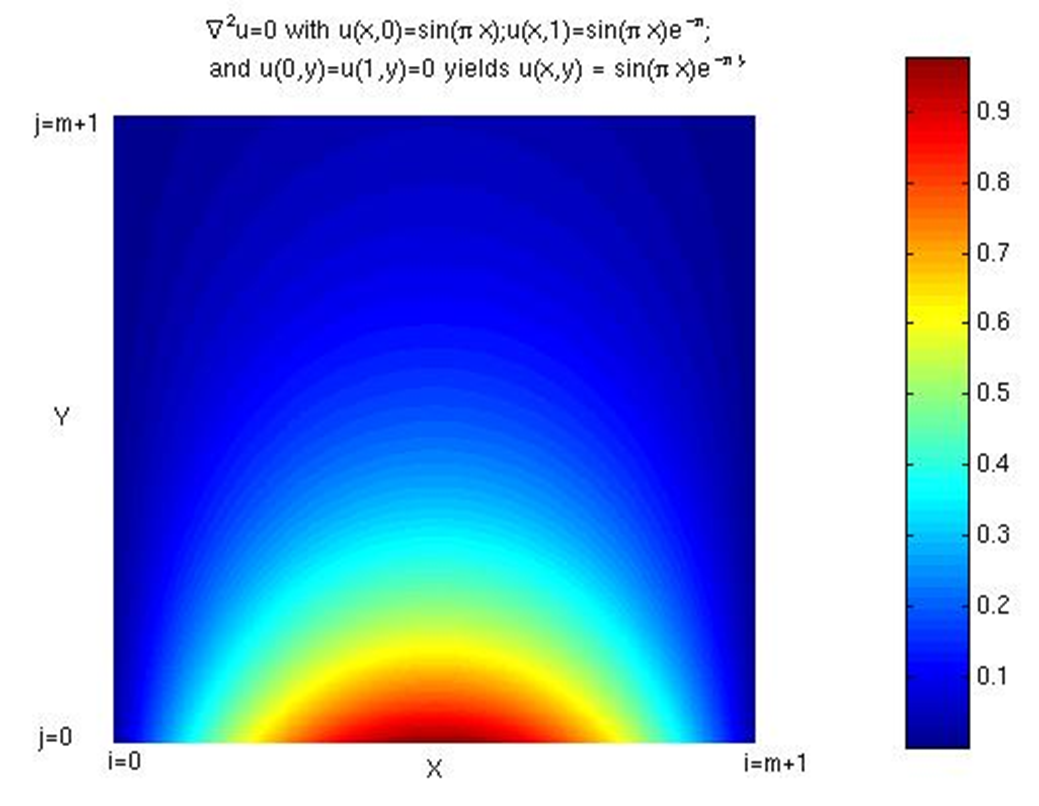 ∇²u=0 with u(x,0)=sin(π x);u(x,1)=sin(π x)e⁻π;
and u(0,y)=u(1,y)=0 yields u(x,y) = sin(π x)e⁻π y
j=m+1
Y
j=0
i=0
X
i=m+1
0.9
0.8
0.7
0.6
0.5
0.4
0.3
0.2
0.1